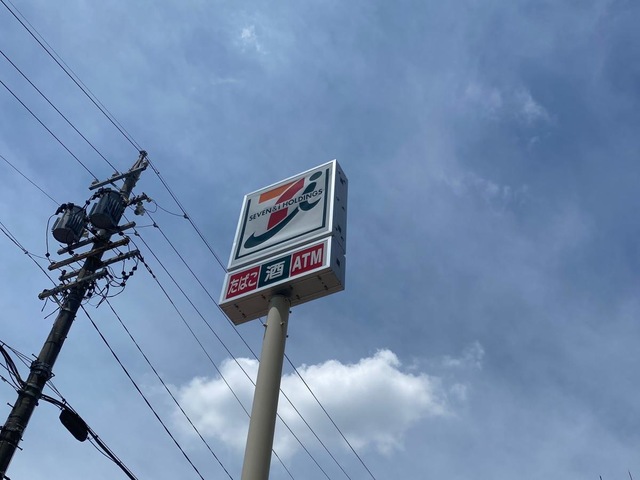 SEVEN & i HOLDINGS
たばこ 酒 ATM